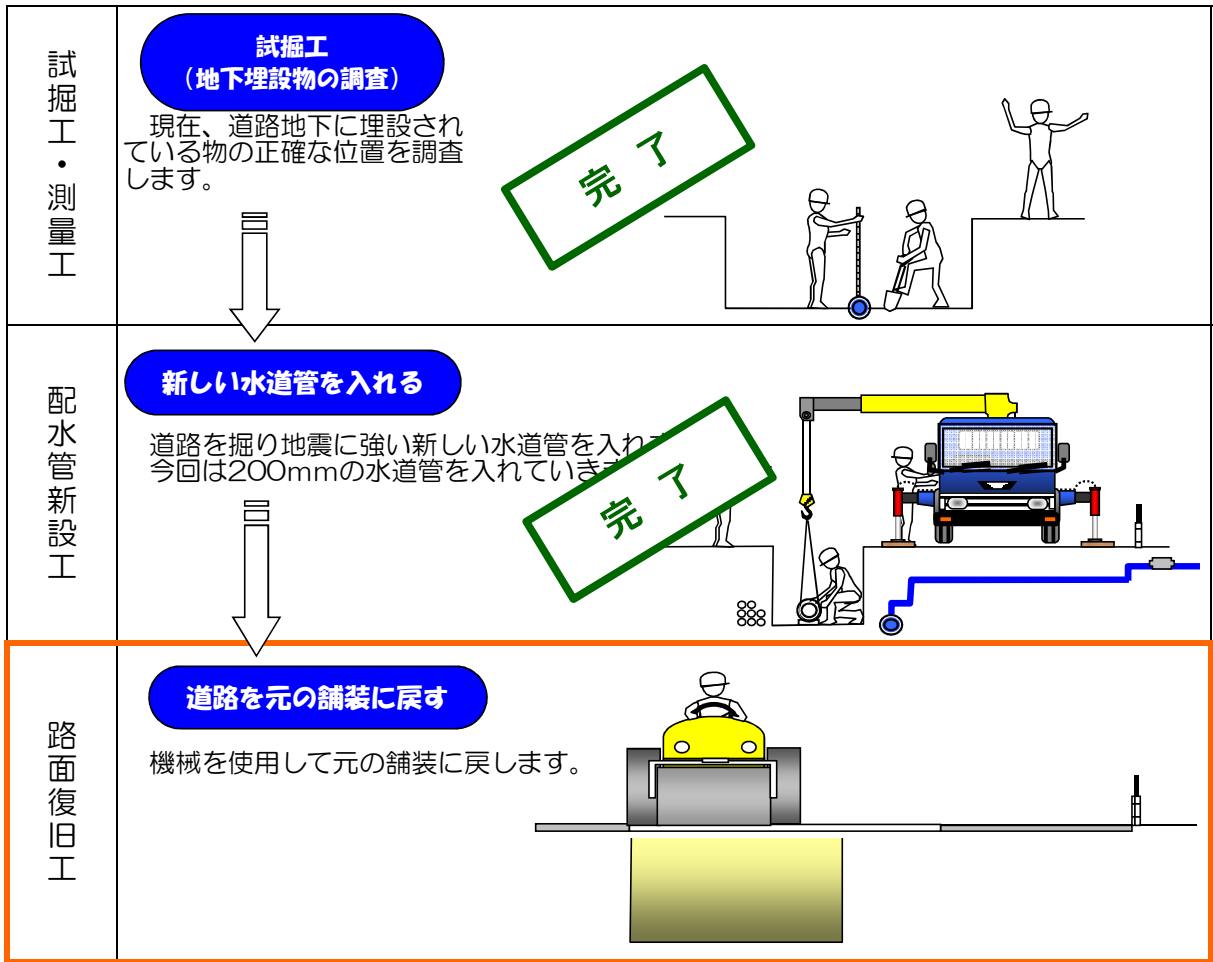 試掘工・測量工
試掘工
(地下埋設物の調査)
現在、道路地下に埋設され
ている物の正確な位置を調査
します。
完了
配水管新設工
新しい水道管を入れる
道路を掘り地震に強い新しい水道管を入れ
今回は200mmの水道管を入れていき
完了
路面復旧工
道路を元の舗装に戻す
機械を使用して元の舗装に戻します。